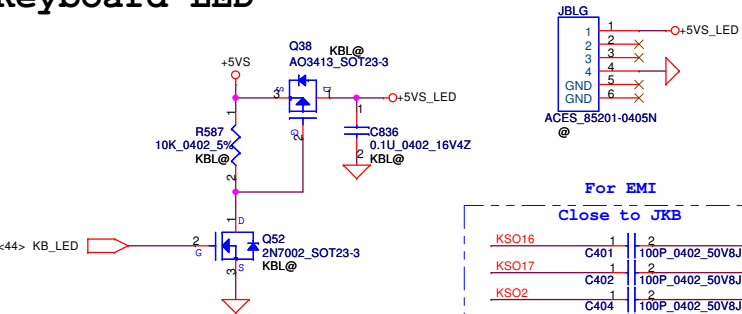 Keyboard LED
JBLG
1 1 +5VS_LED
2 2
3 3
4 4
GND 5
GND 6
ACES_85201-0405N
@
Q38 KBL@
AO3413_SOT23-3
+5VS
S 3 1 D
G 2
+5VS_LED
1
C836
0.1U_0402_16V4Z
2
KBL@
1
R587
10K_0402_5%
KBL@
2
1 D
Q52
2N7002_SOT23-3
KBL@
<44> KB_LED 2 G
3 S
For EMI
Close to JKB
KSO16 1 2
C401 100P_0402_50V8J
KSO17 1 2
C402 100P_0402_50V8J
KSO2 1 2
C404 100P_0402_50V8J